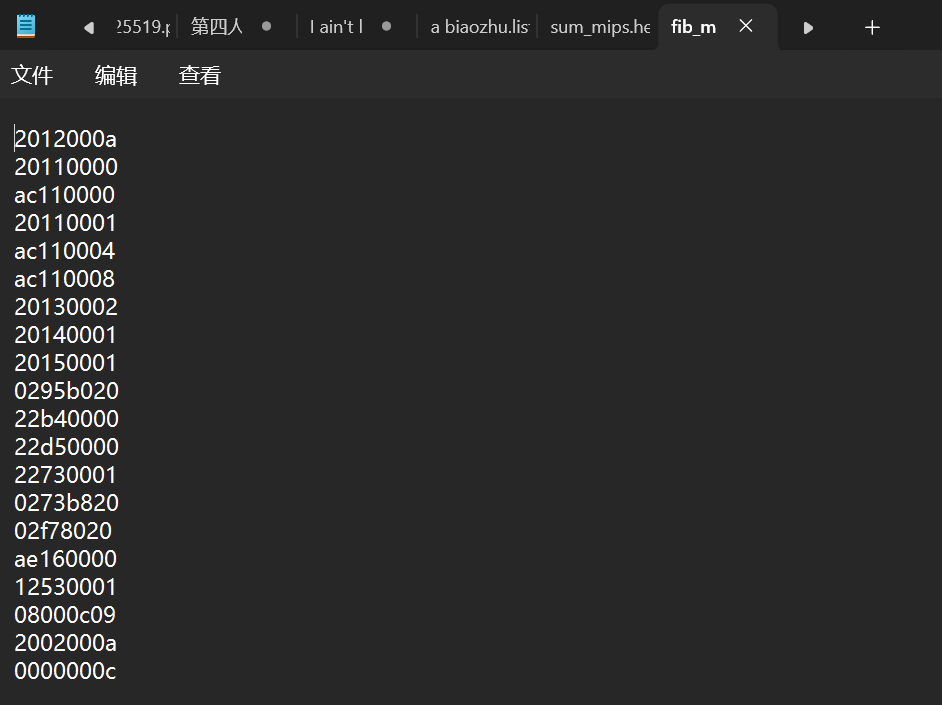 25519.p 第四人 I ain't l a biaozhu.lis sum_mips.he fib_m
文件 编辑 查看
2012000a
20110000
ac110000
20110001
ac110004
ac110008
20130002
20140001
20150001
0295b020
22b40000
22d50000
22730001
0273b820
02f78020
ae160000
12530001
08000c09
2002000a
0000000c